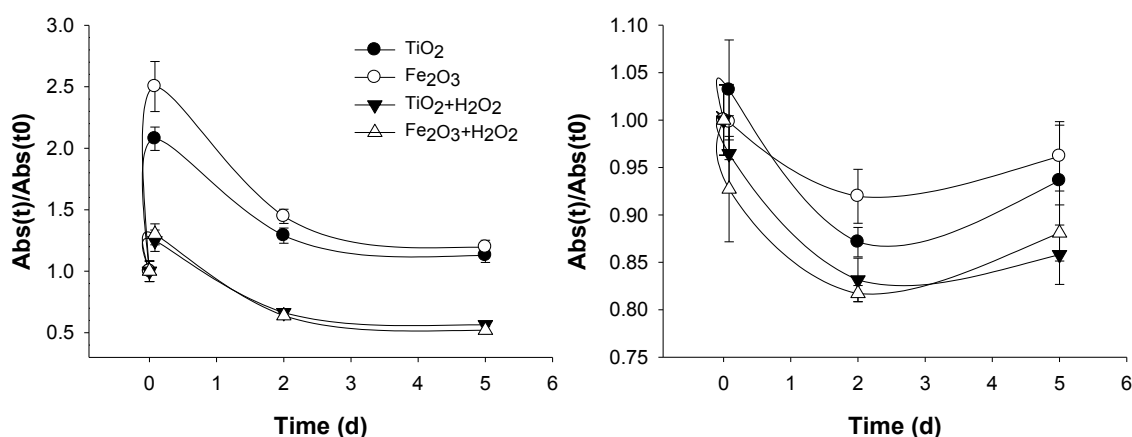 3.0
2.5
2.0
1.5
1.0
0.5
Abs(t)/Abs(t0)
TiO2
Fe2O3
TiO2+H2O2
Fe2O3+H2O2
0 1 2 3 4 5 6
Time (d)
1.10
1.05
1.00
0.95
0.90
0.85
0.80
0.75
Abs(t)/Abs(t0)
0 1 2 3 4 5 6
Time (d)